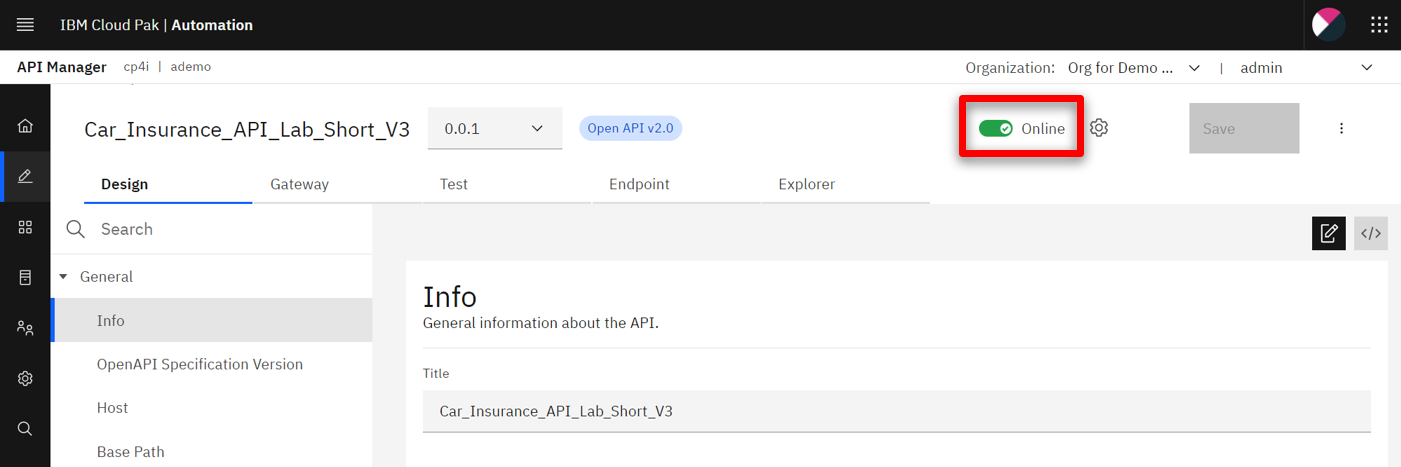 IBM Cloud Pak | Automation
API Manager cp4i | ademo
Organization: Org for Demo ... | admin
Car_Insurance_API_Lab_Short_V3 0.0.1 Open API v2.0 Online Save
Design Gateway Test Endpoint Explorer
Search
General
Info
OpenAPI Specification Version
Host
Base Path
</>
Info
General information about the API.
Title
Car_Insurance_API_Lab_Short_V3